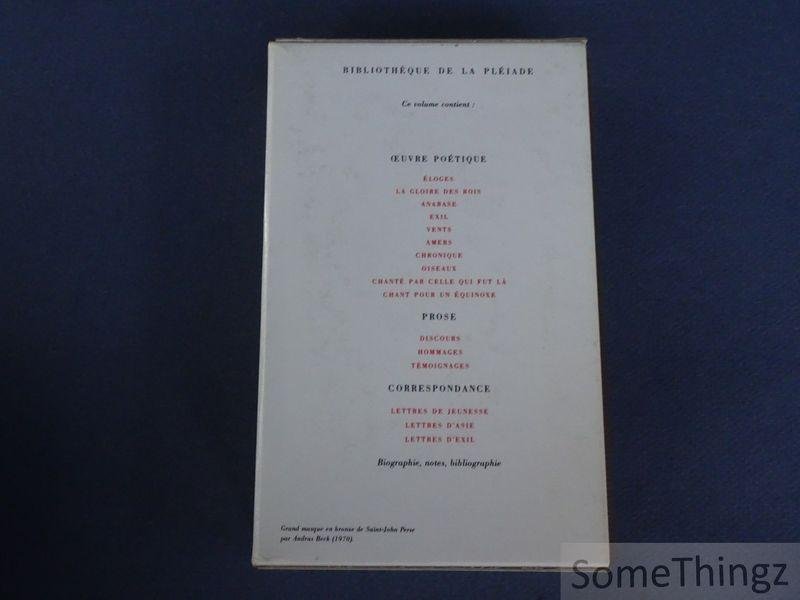 BIBLIOTHÈQUE DE LA PLÉIADE
Ce volume contient :
ŒUVRE POÉTIQUE
ÉLOGES
LA GLOIRE DES ROIS
ANABASE
EXIL
VENTS
AMERS
CHRONIQUE
OISEAUX
CHANTÉ PAR CELLE QUI FUT LÀ
CHANT POUR UN ÉQUINOXE
PROSE
DISCOURS
HOMMAGES
TÉMOIGNAGES
CORRESPONDANCE
LETTRES DE JEUNESSE
LETTRES D'ASIE
LETTRES D'EXIL
Biographie, notes, bibliographie
Grand masque en bronze de Saint-John Perse
par Andras Beck (1970).
SomeThingz